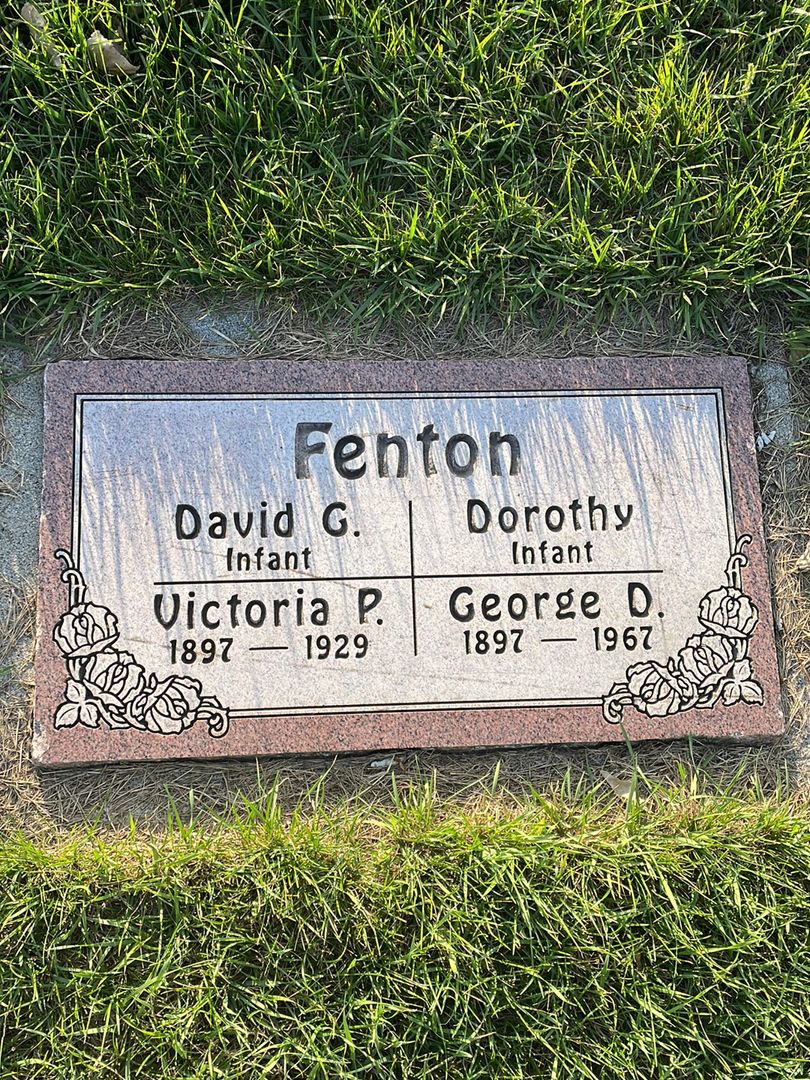 Fenton
David G.
Infant
Dorothy
Infant
Victoria P.
1897 — 1929
George D.
1897 — 1967